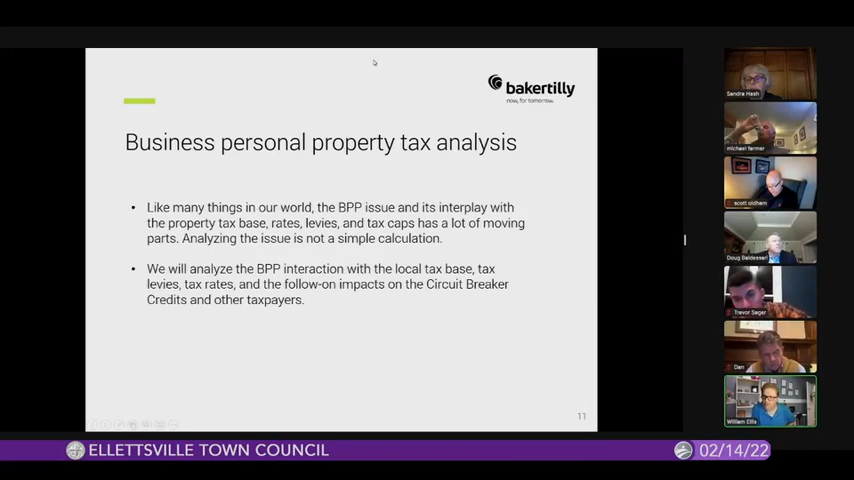 bakertilly
now, for tomorrow.
Business personal property tax analysis
• Like many things in our world, the BPP issue and its interplay with
the property tax base, rates, levies, and tax caps has a lot of moving
parts. Analyzing the issue is not a simple calculation.
• We will analyze the BPP interaction with the local tax base, tax
levies, tax rates, and the follow-on impacts on the Circuit Breaker
Credits and other taxpayers.
11
Sandra Hash
michael farmer
scott oldham
Doug Baldessari
Trevor Sager
Dan
William Ellis
ELLETTSVILLE TOWN COUNCIL
02/14/22